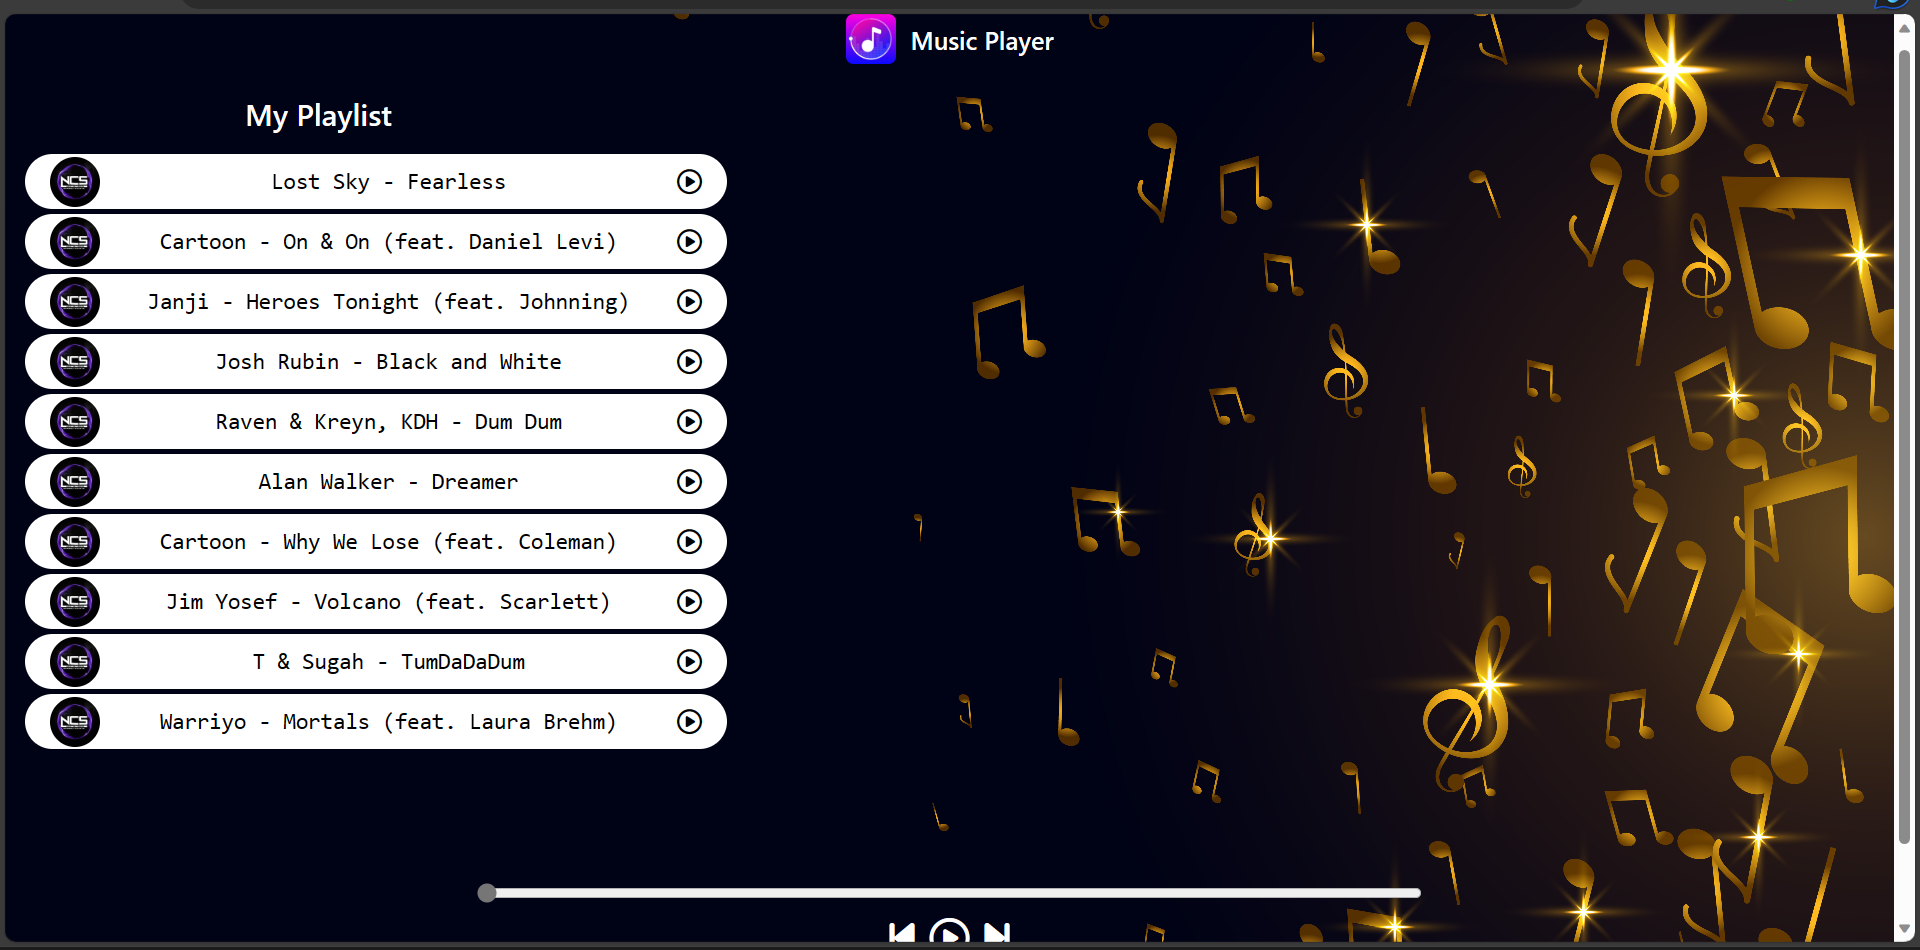 Music Player
My Playlist
NCS Lost Sky - Fearless
NCS Cartoon - On & On (feat. Daniel Levi)
NCS Janji - Heroes Tonight (feat. Johnning)
NCS Josh Rubin - Black and White
NCS Raven & Kreyn, KDH - Dum Dum
NCS Alan Walker - Dreamer
NCS Cartoon - Why We Lose (feat. Coleman)
NCS Jim Yosef - Volcano (feat. Scarlett)
NCS T & Sugah - TumDaDaDum
NCS Warriyo - Mortals (feat. Laura Brehm)